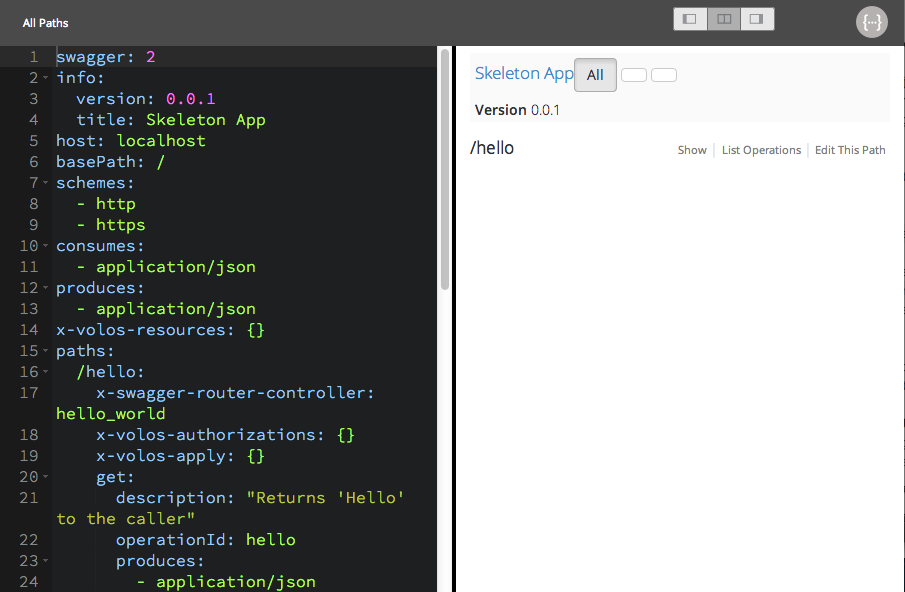 All Paths
{...}
1 swagger: 2
2 info:
3 version: 0.0.1
4 title: Skeleton App
5 host: localhost
6 basePath: /
7 schemes:
8 - http
9 - https
10 consumes:
11 - application/json
12 produces:
13 - application/json
14 x-volos-resources: {}
15 paths:
16 /hello:
17 x-swagger-router-controller:
hello_world
18 x-volos-authorizations: {}
19 x-volos-apply: {}
20 get:
21 description: "Returns 'Hello'
to the caller"
22 operationId: hello
23 produces:
24 - application/json
Skeleton App All
Version 0.0.1
/hello Show List Operations Edit This Path